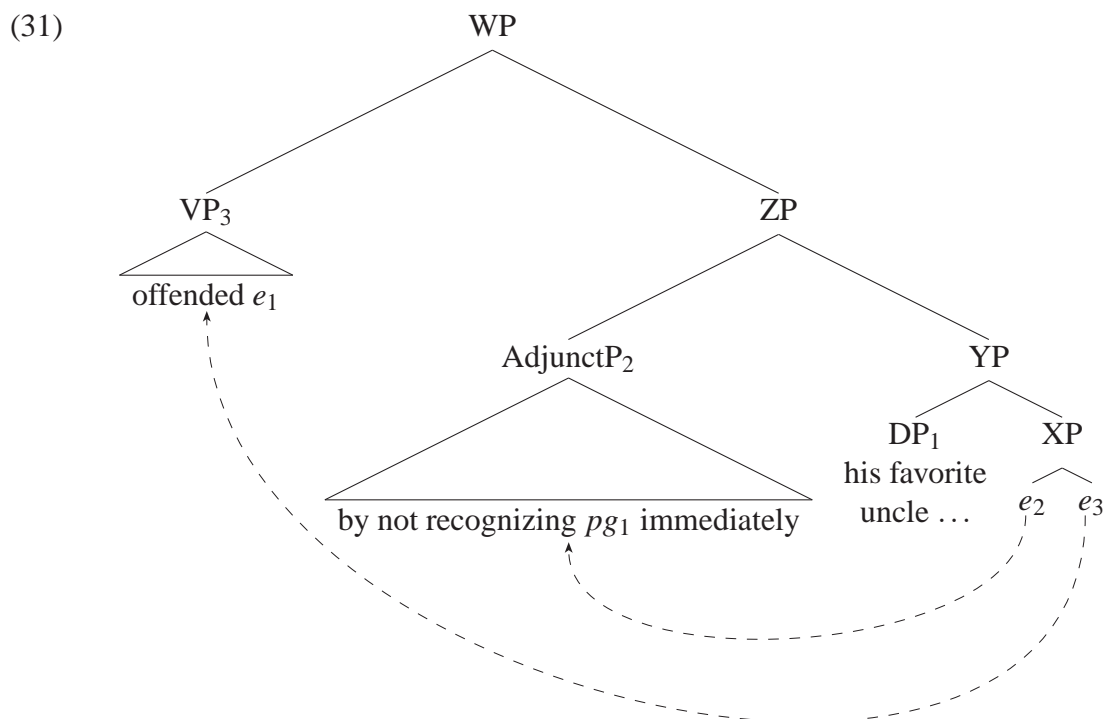 (31) WP
VP3 ZP
offended e1
AdjunctP2 YP
DP1 XP
his favorite
uncle … e2 e3
by not recognizing pg1 immediately